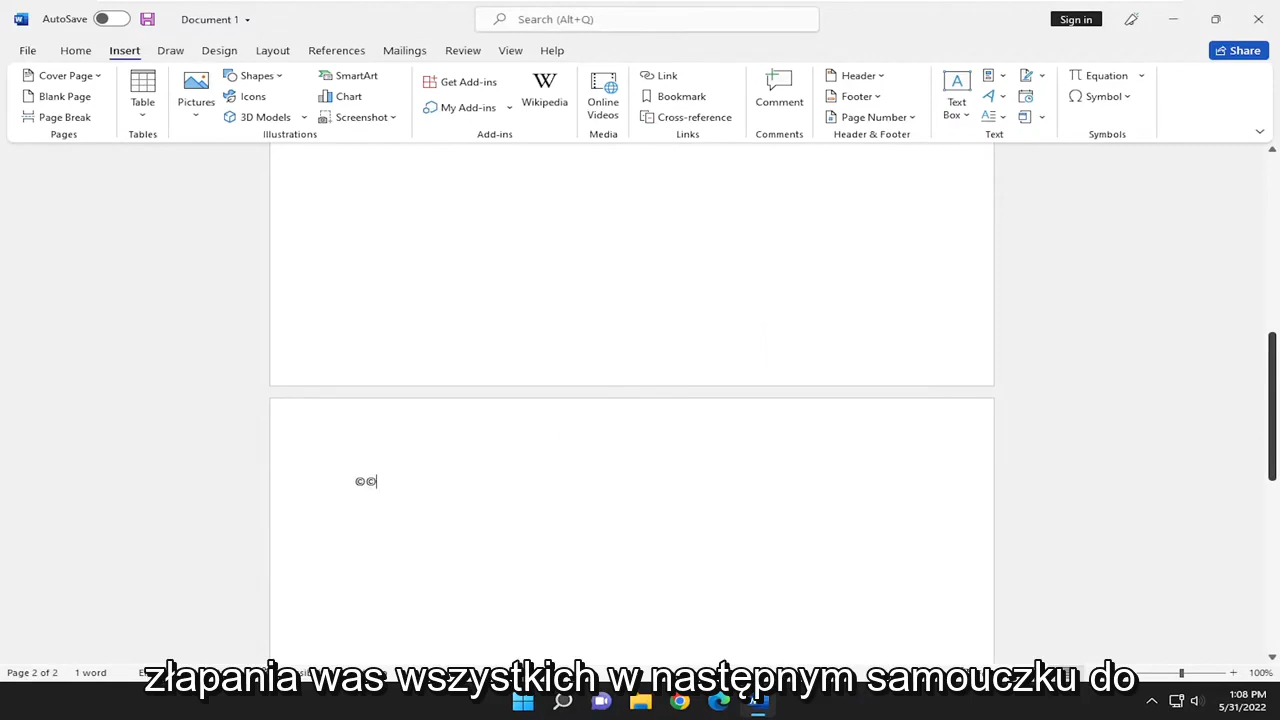 AutoSave
Document 1
Search (Alt+Q)
Sign in
File Home Insert Draw Design Layout References Mailings Review View Help
Share
Cover Page
Blank Page
Page Break
Pages
Table
Tables
Pictures
Shapes
Icons
3D Models
SmartArt
Chart
Screenshot
Illustrations
Get Add-ins
My Add-ins
Wikipedia
Add-ins
Online
Videos
Media
Link
Bookmark
Cross-reference
Links
Comment
Comments
Header
Footer
Page Number
Header & Footer
Text
Box
Text
Equation
Symbol
Symbols
©©
Page 2 of 2 1 word
100%
złapania was wszystkich w następnym samouczku do
1:08 PM
5/31/2022